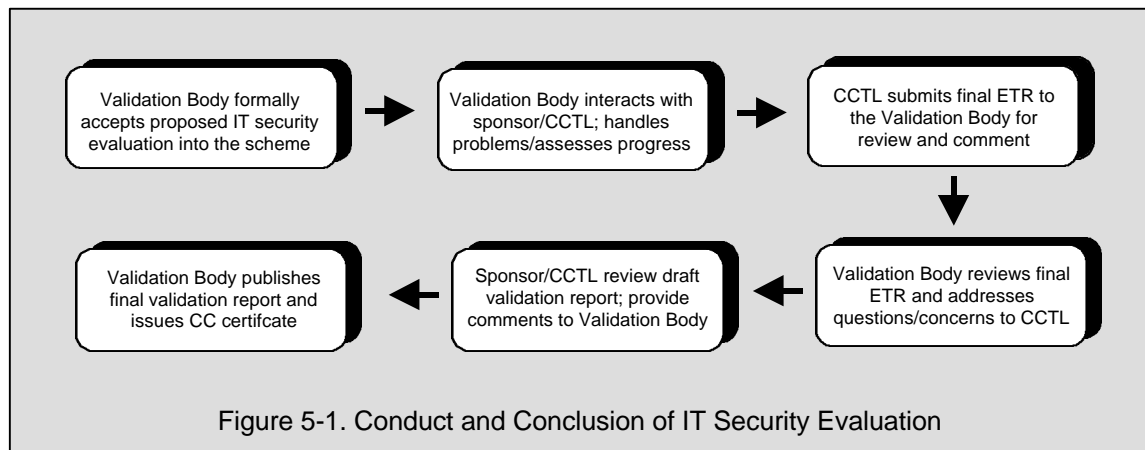 Validation Body formally
accepts proposed IT security
evaluation into the scheme
Validation Body interacts with
sponsor/CCTL; handles
problems/assesses progress
CCTL submits final ETR to
the Validation Body for
review and comment
Validation Body reviews final
ETR and addresses
questions/concerns to CCTL
Sponsor/CCTL review draft
validation report; provide
comments to Validation Body
Validation Body publishes
final validation report and
issues CC certifcate
Figure 5-1. Conduct and Conclusion of IT Security Evaluation